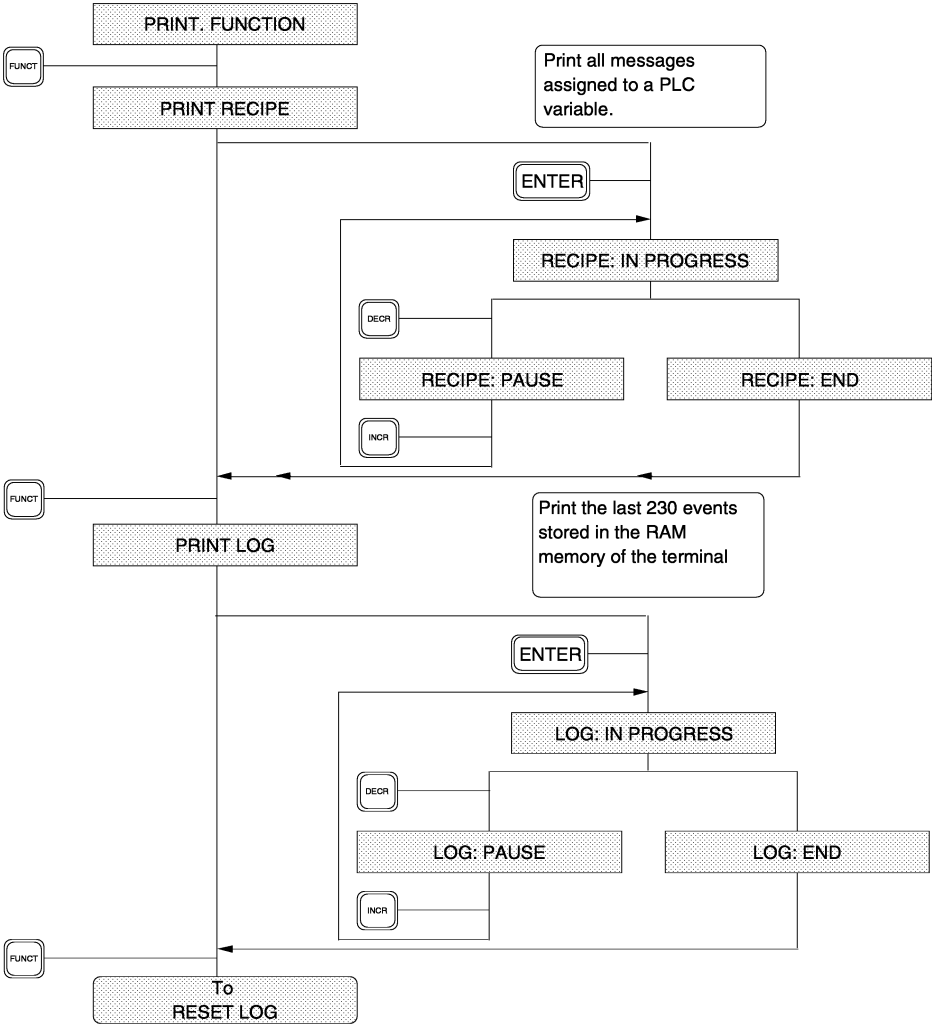 PRINT. FUNCTION
FUNCT
Print all messages
assigned to a PLC
variable.
PRINT RECIPE
ENTER
RECIPE: IN PROGRESS
DECR
RECIPE: PAUSE
RECIPE: END
INCR
FUNCT
Print the last 230 events
stored in the RAM
memory of the terminal
PRINT LOG
ENTER
LOG: IN PROGRESS
DECR
LOG: PAUSE
LOG: END
INCR
FUNCT
To
RESET LOG